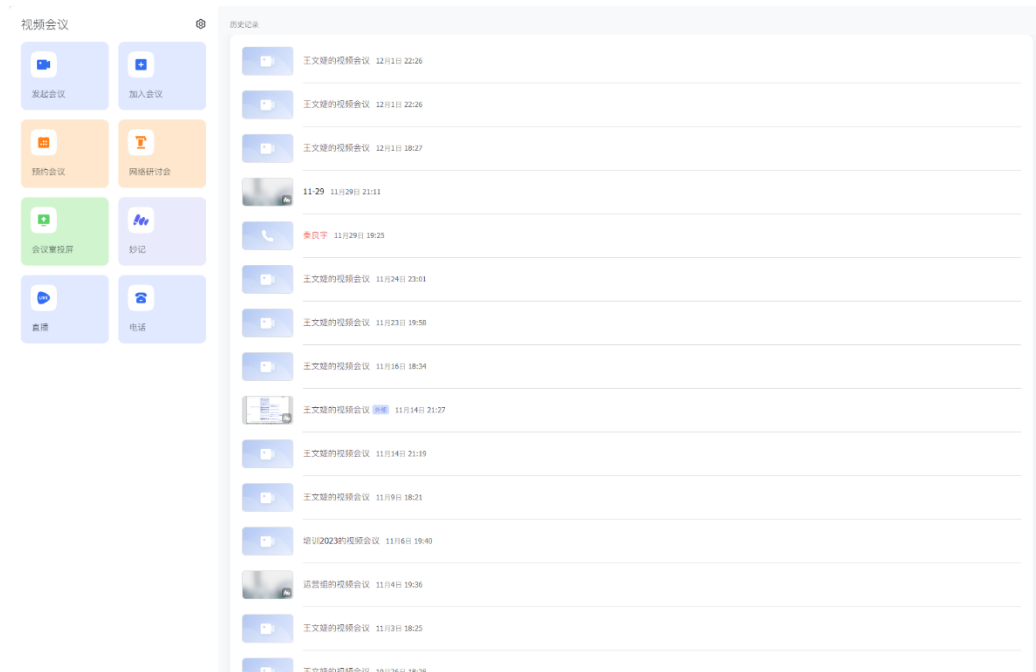 视频会议
发起会议
加入会议
预约会议
网络研讨会
会议室投屏
妙记
LIVE
直播
电话
历史记录
王文婕的视频会议 12月1日 22:26
王文婕的视频会议 12月1日 22:26
王文婕的视频会议 12月1日 18:27
11-29 11月29日 21:11
秦良宇 11月29日 19:25
王文婕的视频会议 11月24日 23:01
王文婕的视频会议 11月23日 19:58
王文婕的视频会议 11月16日 18:34
王文婕的视频会议 外部 11月14日 21:27
王文婕的视频会议 11月14日 21:19
王文婕的视频会议 11月9日 18:21
培训2023的视频会议 11月6日 19:40
运营组的视频会议 11月4日 19:36
王文婕的视频会议 11月3日 18:25